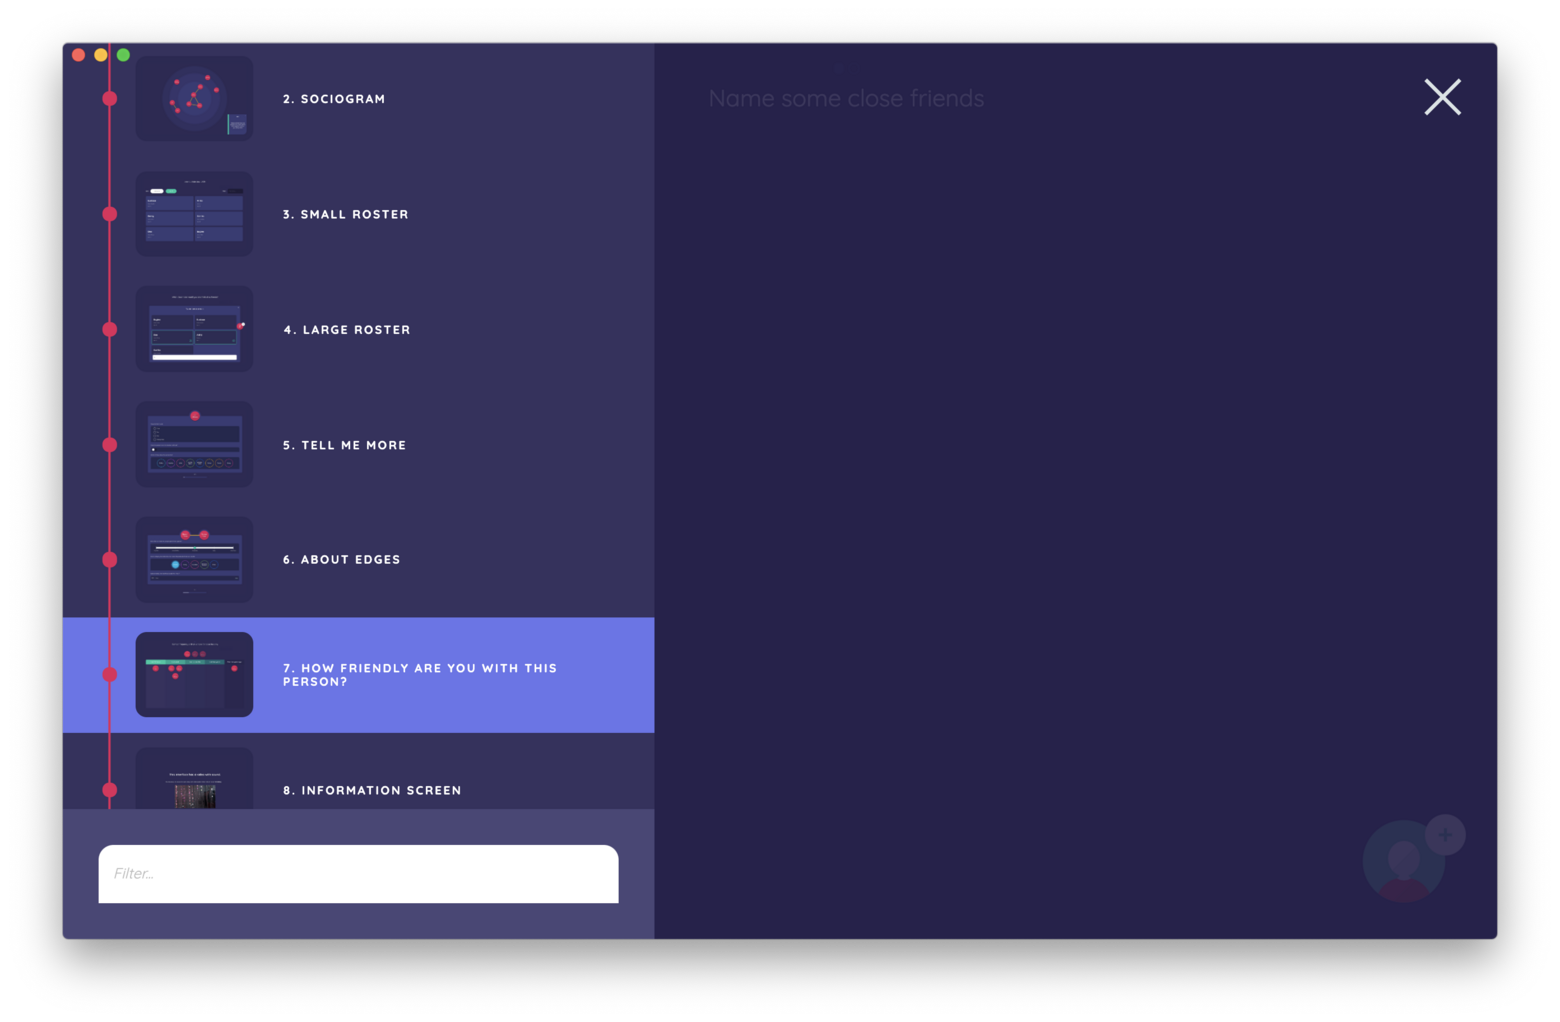 2. SOCIOGRAM
3. SMALL ROSTER
4. LARGE ROSTER
5. TELL ME MORE
6. ABOUT EDGES
7. HOW FRIENDLY ARE YOU WITH THIS
PERSON?
8. INFORMATION SCREEN
Filter...
Name some close friends